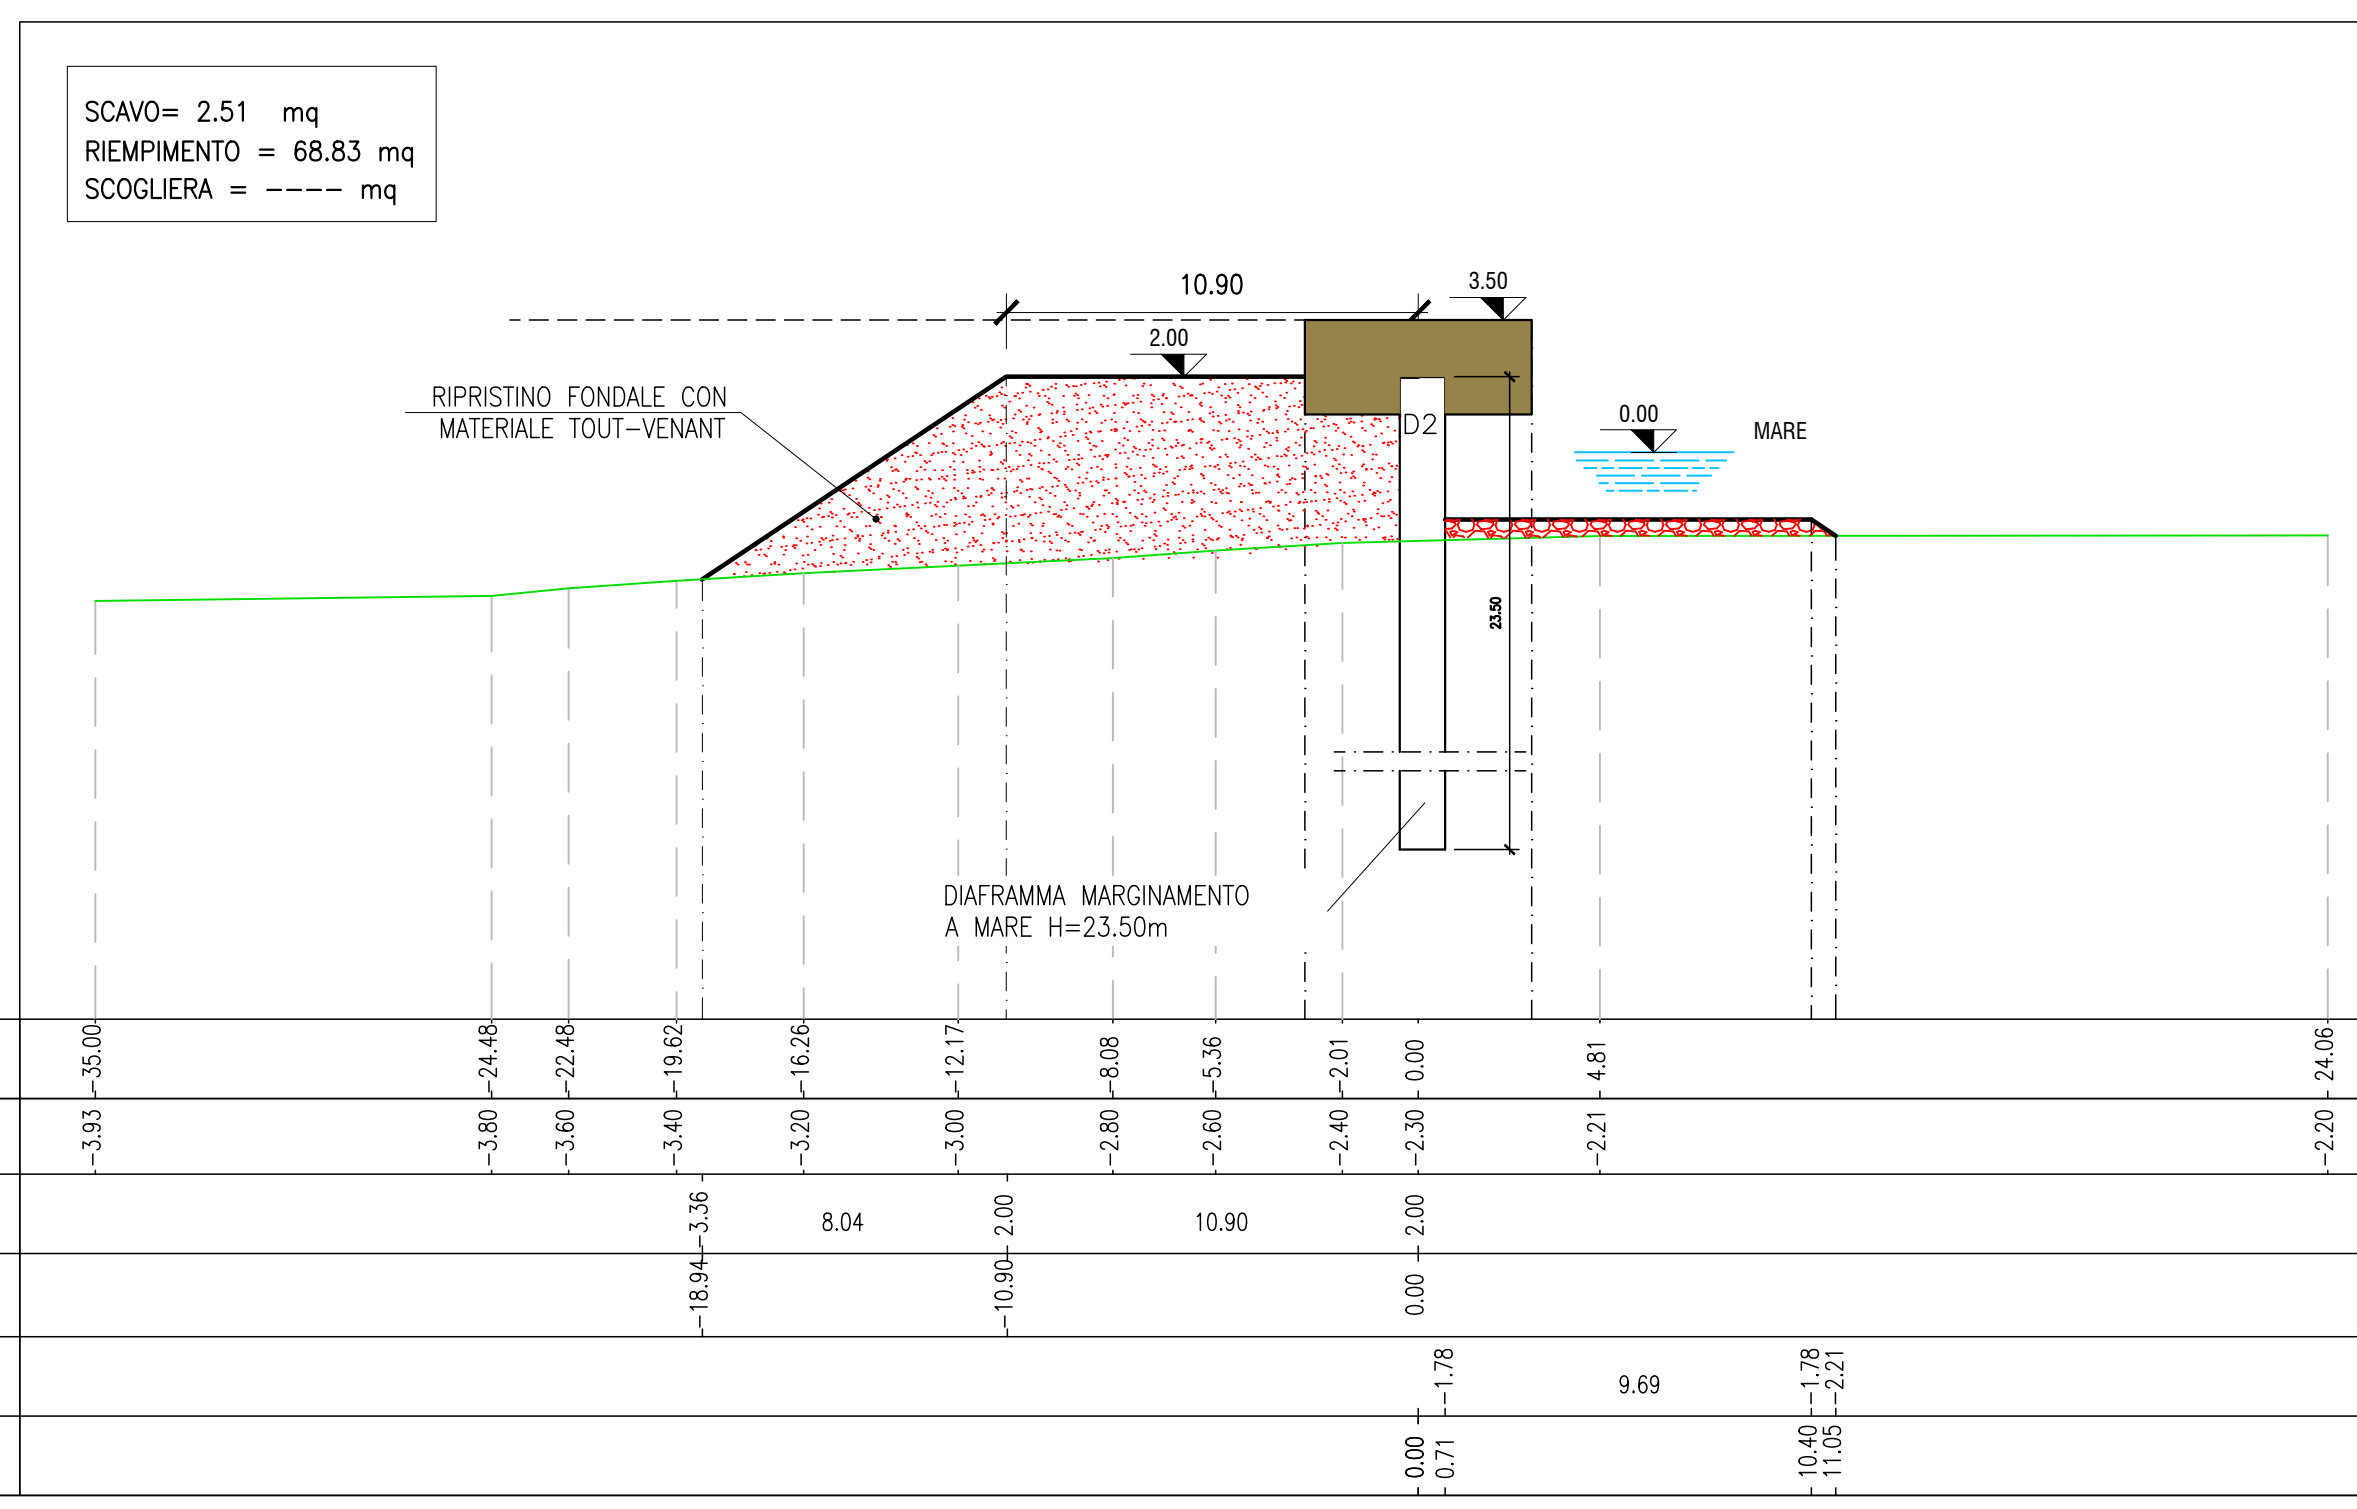 SCAVO= 2.51 mq
RIEMPIMENTO = 68.83 mq
SCOGLIERA = ---- mq
10.90
3.50
2.00
RIPRISTINO FONDALE CON
MATERIALE TOUT-VENANT
D2
0.00
MARE
23.50
DIAFRAMMA MARGINAMENTO
A MARE H=23.50m
-35.00 -24.48 -22.48 -19.62 -16.26 -12.17 -8.08 -5.36 -2.01 0.00 4.81 24.06
-3.93 -3.80 -3.60 -3.40 -3.20 -3.00 -2.80 -2.60 -2.40 -2.30 -2.21 -2.20
-3.36 8.04 2.00 10.90 2.00
-18.94 -10.90 0.00
-1.78 9.69 -1.78 -2.21
0.00 0.71 10.40 11.05